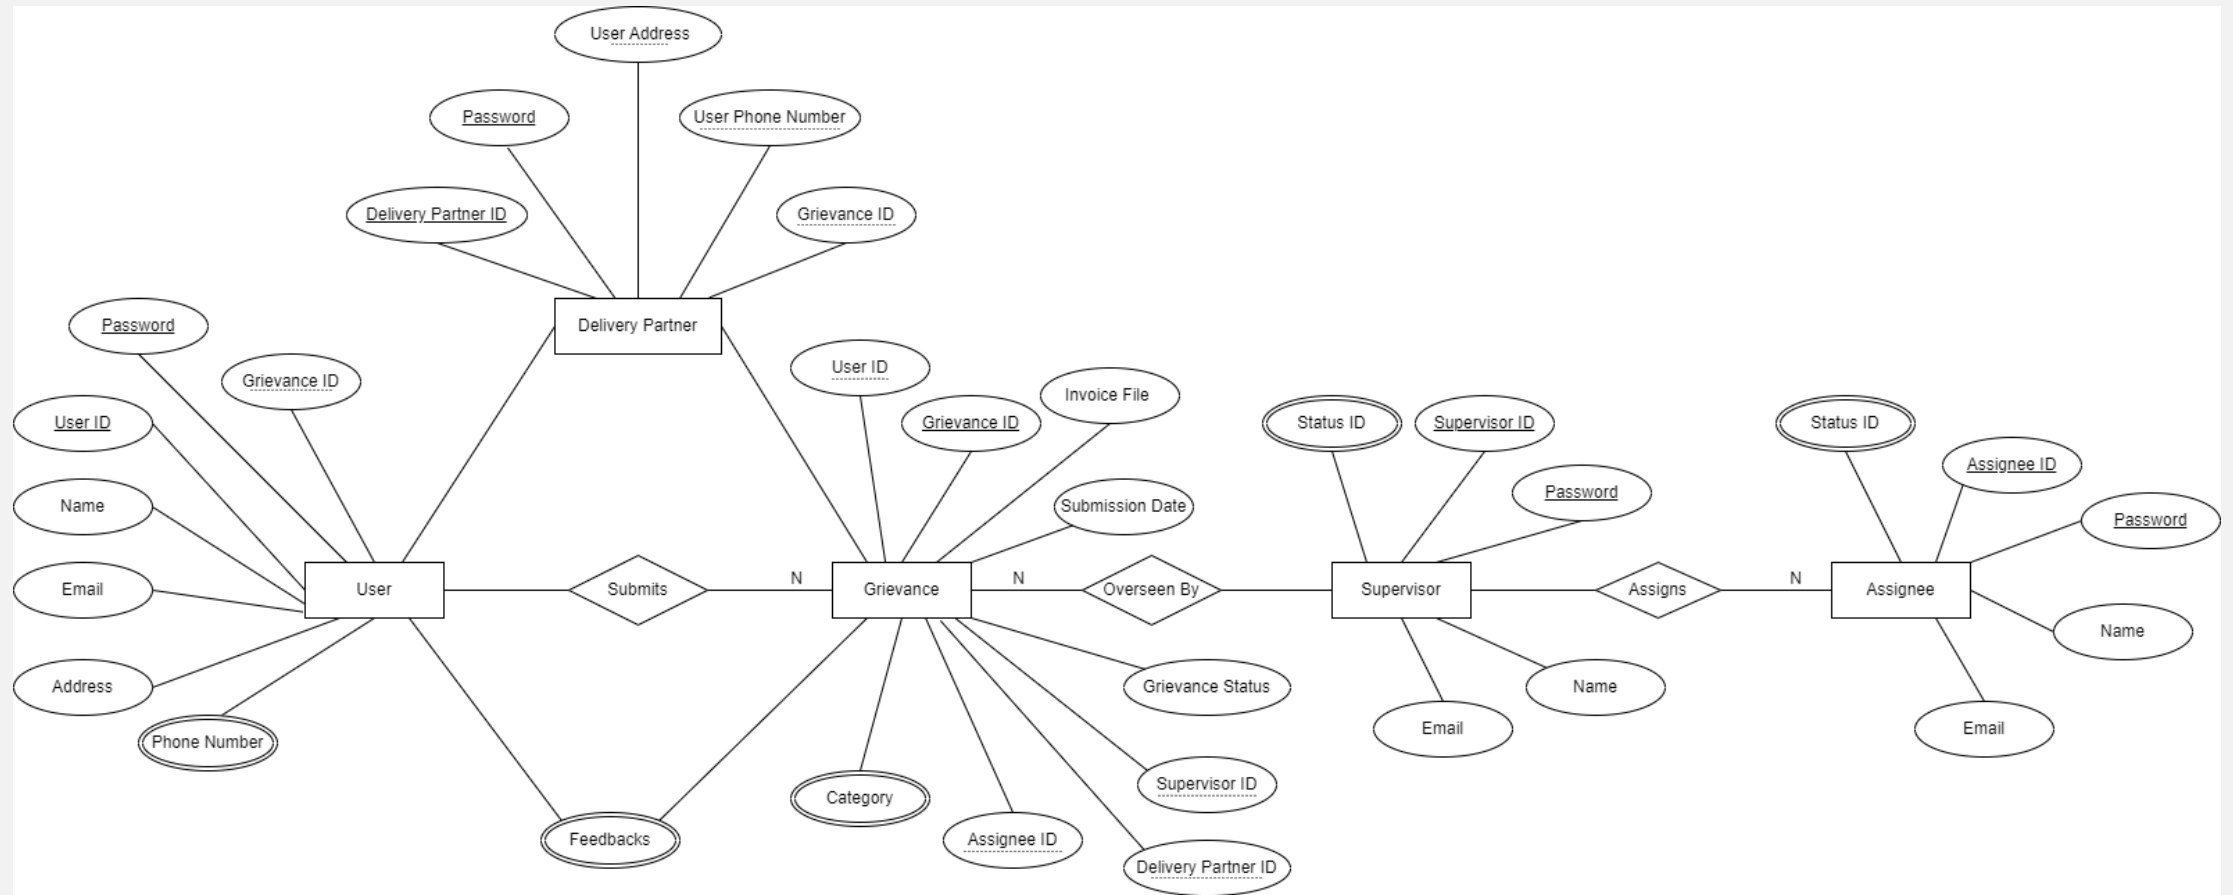 User Address
Password
User Phone Number
Delivery Partner ID
Grievance ID
Delivery Partner
Password
Grievance ID
User ID
Name
Email
Address
Phone Number
User
Submits
N
Feedbacks
User ID
Grievance ID
Invoice File
Submission Date
Grievance
N
Overseen By
Grievance Status
Supervisor ID
Delivery Partner ID
Assignee ID
Category
Status ID
Supervisor ID
Password
Supervisor
Name
Email
Assigns
N
Status ID
Assignee ID
Password
Assignee
Name
Email